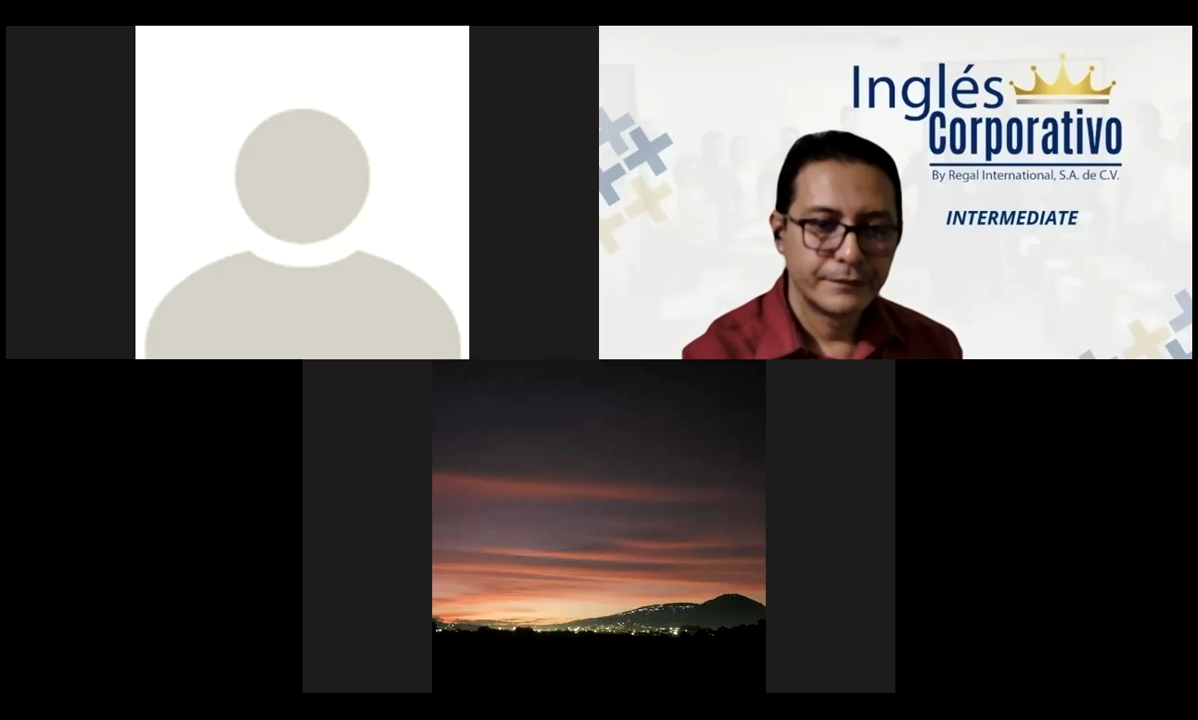 Inglés
Corporativo
By Regal International, S.A. de C.V.
INTERMEDIATE